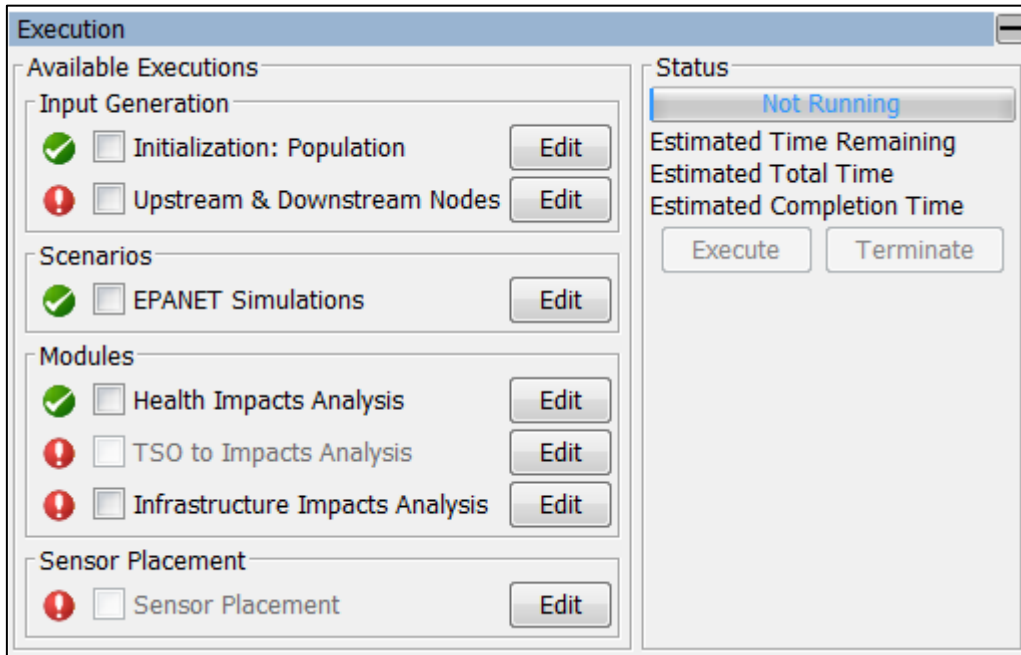 Execution
Available Executions
Input Generation
Initialization: Population
Edit
Upstream & Downstream Nodes
Edit
Scenarios
EPANET Simulations
Edit
Modules
Health Impacts Analysis
Edit
TSO to Impacts Analysis
Edit
Infrastructure Impacts Analysis
Edit
Sensor Placement
Sensor Placement
Edit
Status
Not Running
Estimated Time Remaining
Estimated Total Time
Estimated Completion Time
Execute
Terminate